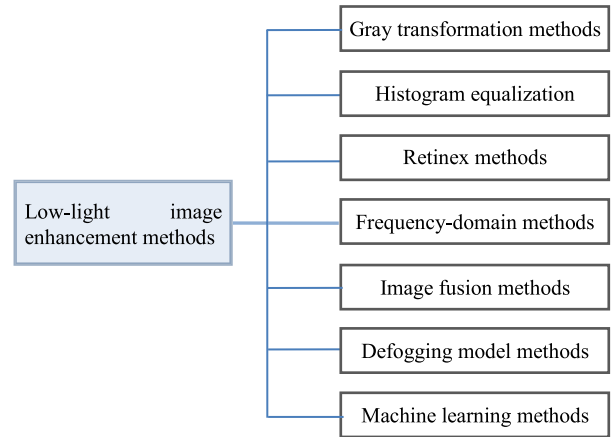 Gray transformation methods
Histogram equalization
Retinex methods
Low-light image
enhancement methods
Frequency-domain methods
Image fusion methods
Defogging model methods
Machine learning methods